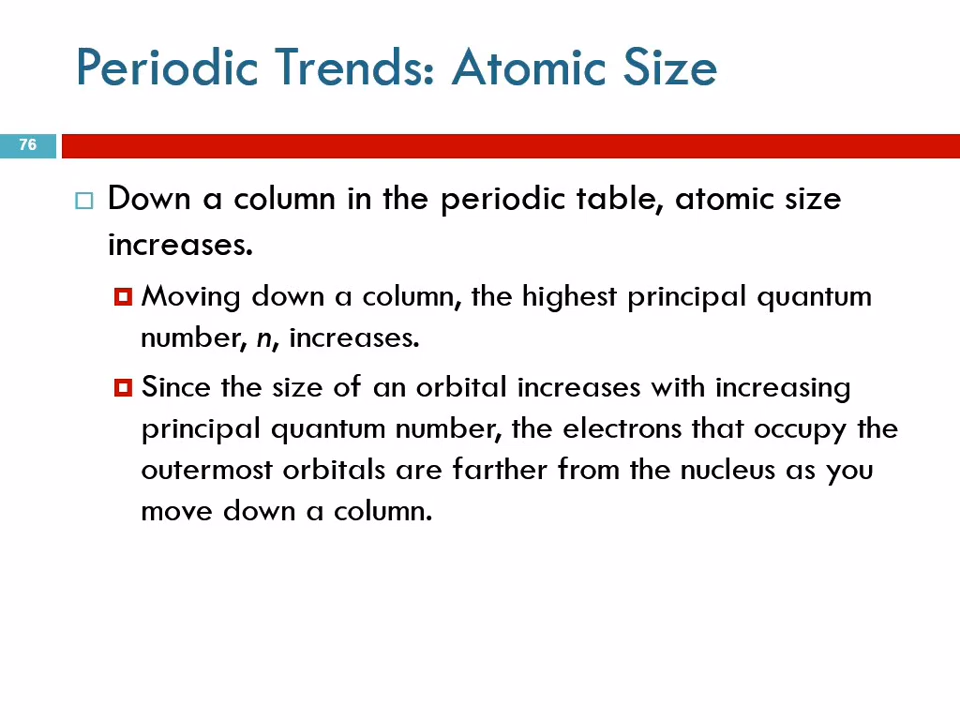 Periodic Trends: Atomic Size
76
Down a column in the periodic table, atomic size
increases.
Moving down a column, the highest principal quantum
number, n, increases.
Since the size of an orbital increases with increasing
principal quantum number, the electrons that occupy the
outermost orbitals are farther from the nucleus as you
move down a column.